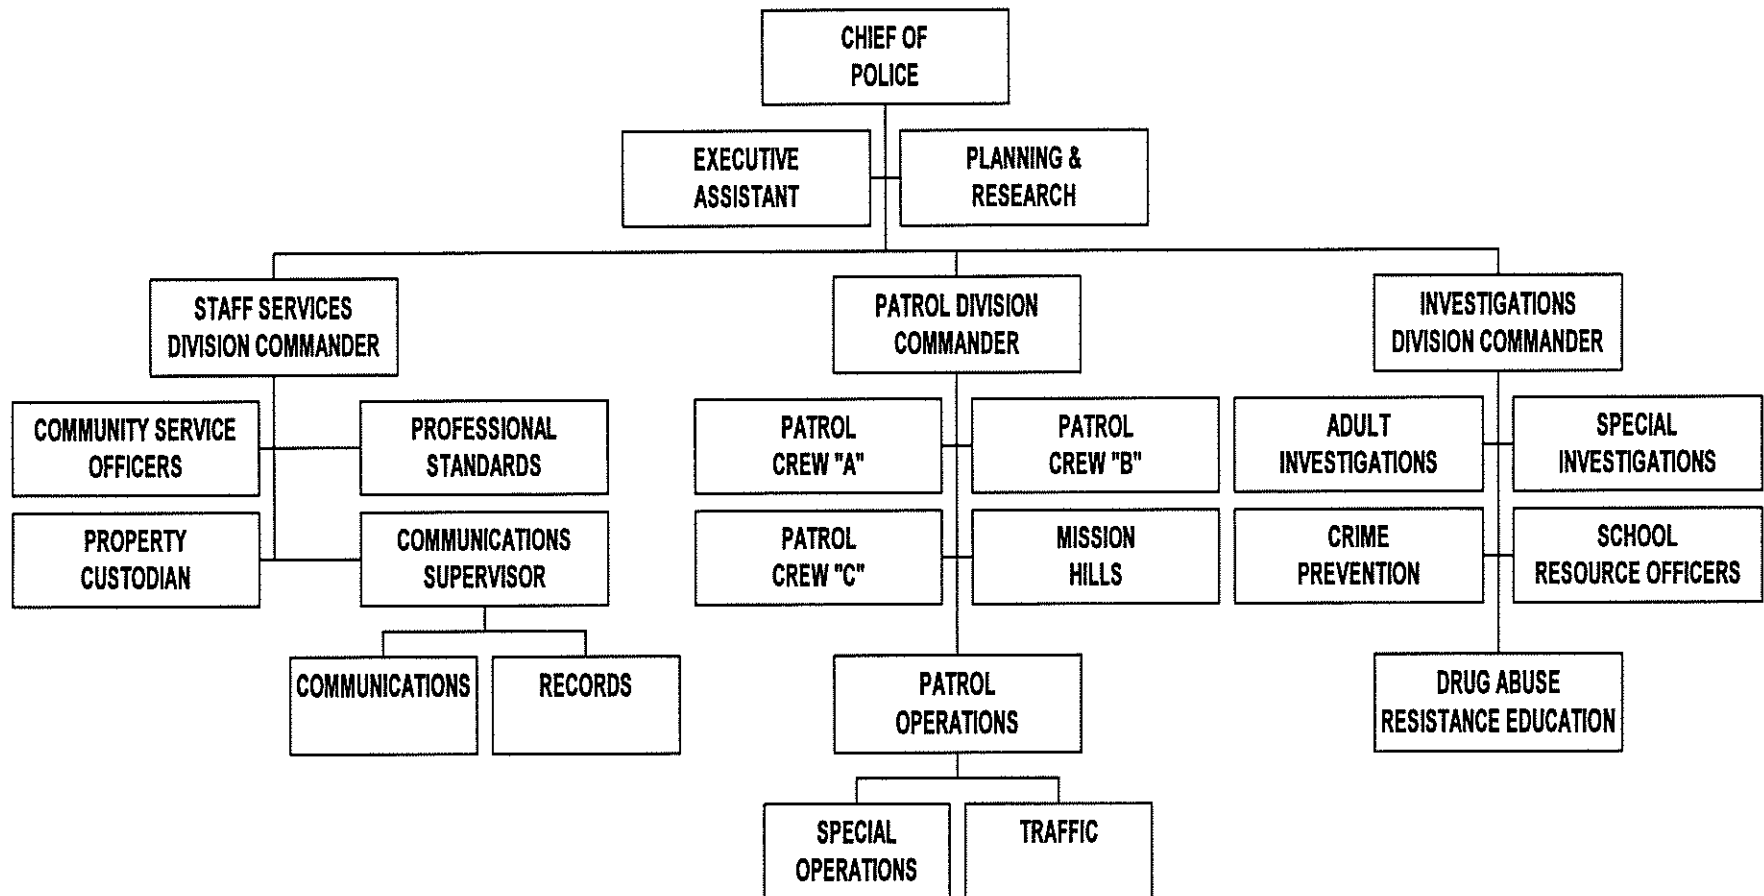 CHIEF OF
POLICE
EXECUTIVE
ASSISTANT
PLANNING &
RESEARCH
STAFF SERVICES
DIVISION COMMANDER
PATROL DIVISION
COMMANDER
INVESTIGATIONS
DIVISION COMMANDER
COMMUNITY SERVICE
OFFICERS
PROFESSIONAL
STANDARDS
PATROL
CREW "A"
PATROL
CREW "B"
ADULT
INVESTIGATIONS
SPECIAL
INVESTIGATIONS
PROPERTY
CUSTODIAN
COMMUNICATIONS
SUPERVISOR
PATROL
CREW "C"
MISSION
HILLS
CRIME
PREVENTION
SCHOOL
RESOURCE OFFICERS
COMMUNICATIONS
RECORDS
PATROL
OPERATIONS
DRUG ABUSE
RESISTANCE EDUCATION
SPECIAL
OPERATIONS
TRAFFIC